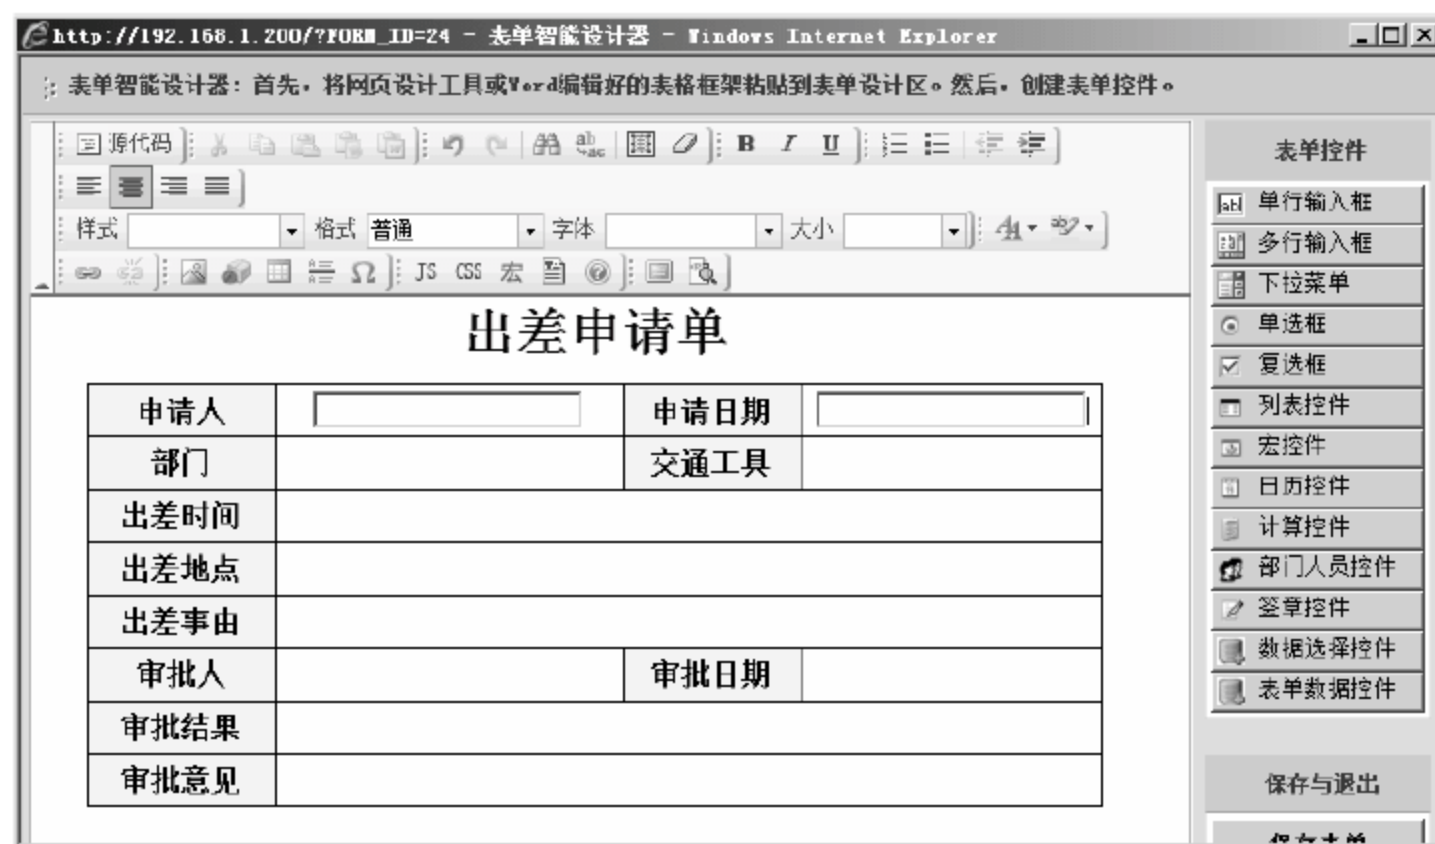 http://192.168.1.200/?FORM_ID=24 - 表单智能设计器 - Windows Internet Explorer
表单智能设计器：首先，将网页设计工具或Word编辑好的表格框架粘贴到表单设计区。然后，创建表单控件。
源代码 B I U
样式 格式 普通 字体 大小
JS CSS 宏
出差申请单
申请人 申请日期
部门 交通工具
出差时间
出差地点
出差事由
审批人 审批日期
审批结果
审批意见
表单控件
单行输入框
多行输入框
下拉菜单
单选框
复选框
列表控件
宏控件
日历控件
计算控件
部门人员控件
签章控件
数据选择控件
表单数据控件
保存与退出
保存表单